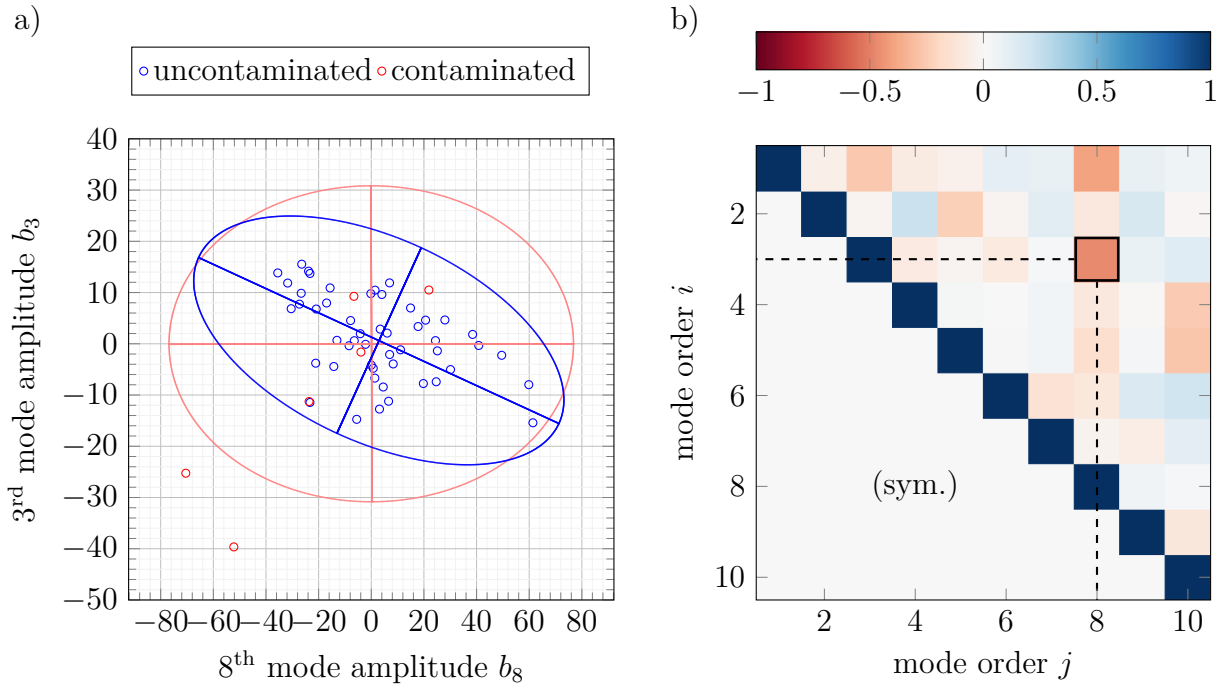 a)
uncontaminated contaminated
40
30
20
10
0
−10
−20
−30
−40
−50
−80 −60 −40 −20 0 20 40 60 80
3rd mode amplitude b3
8th mode amplitude b8
b)
−1 −0.5 0 0.5 1
2
4
6
8
10
(sym.)
2 4 6 8 10
mode order i
mode order j